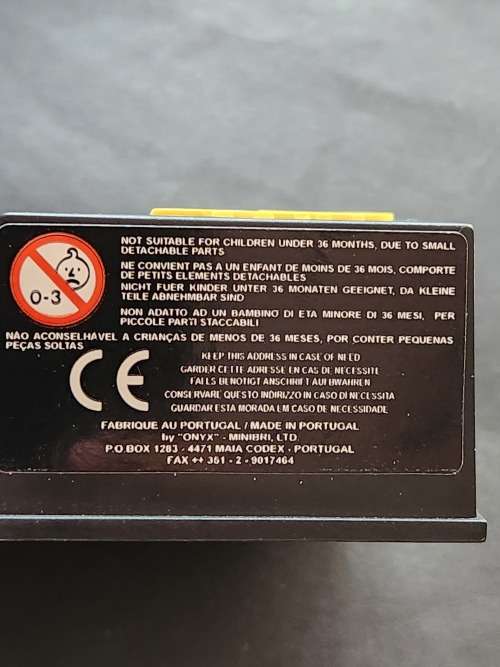 NOT SUITABLE FOR CHILDREN UNDER 36 MONTHS, DUE TO SMALL
DETACHABLE PARTS
NE CONVIENT PAS A UN ENFANT DE MOINS DE 36 MOIS, COMPORTE
DE PETITS ELEMENTS DETACHABLES
NICHT FUER KINDER UNTER 36 MONATEN GEEIGNET, DA KLEINE
TEILE ABNEHMBAR SIND
0-3
NON ADATTO AD UN BAMBINO DI ETA MINORE DI 36 MESI, PER
PICCOLE PARTI STACCABILI
NÃO ACONSELHAVEL A CRIANÇAS DE MENOS DE 36 MESES, POR CONTER PEQUENAS
PEÇAS SOLTAS
CE
KEEP THIS ADDRESS IN CASE OF NEED
GARDER CETTE ADRESSE EN CAS DE NECESSITE
FALLS BENOTIGT ANSCHRIFT AUFBWAHREN
CONSERVARE QUESTO INDIRIZZO IN CASO DI NECESSITA
GUARDAR ESTA MORADA EM CASO DE NECESSIDADE
FABRIQUE AU PORTUGAL / MADE IN PORTUGAL
by "ONYX" - MINIBRI, LTD.
P.O.BOX 1283 - 4471 MAIA CODEX - PORTUGAL
FAX ++ 351 - 2 - 9017464